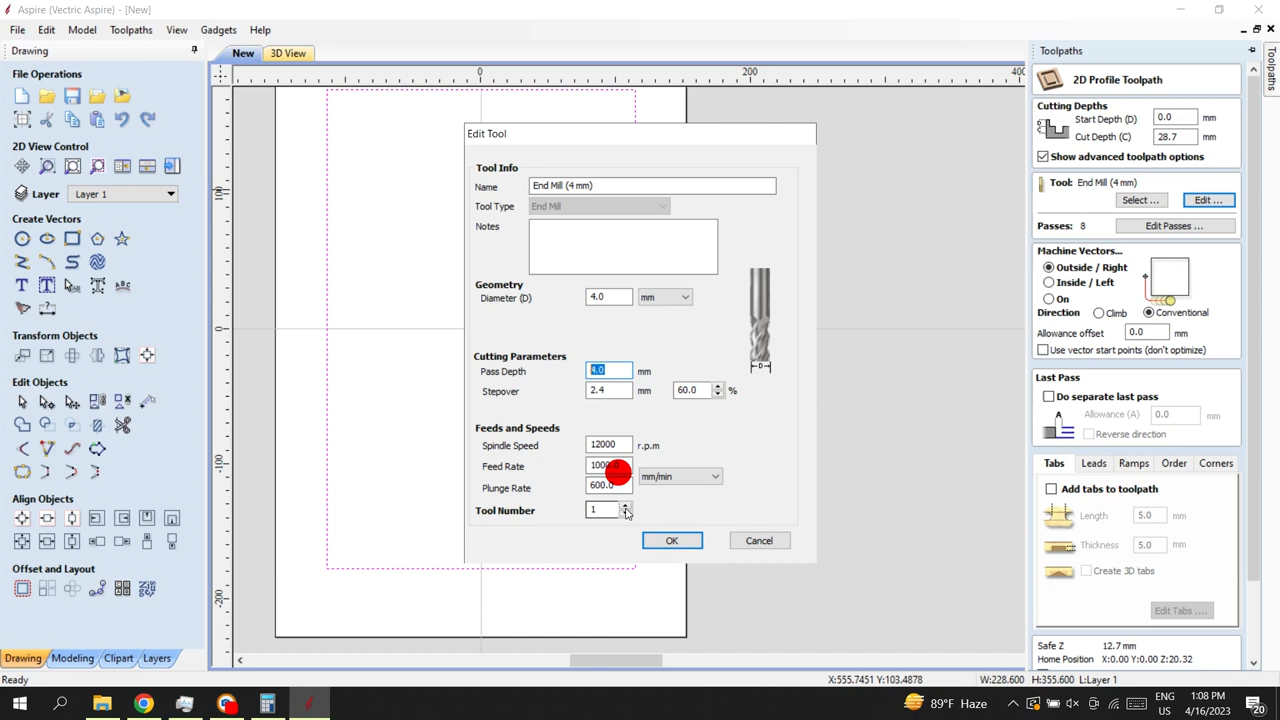 Aspire (Vectric Aspire) - [New]
File Edit Model Toolpaths View Gadgets Help
Drawing
File Operations
2D View Control
Layer Layer 1
Create Vectors
Transform Objects
Edit Objects
Align Objects
Offset and Layout
Drawing Modeling Clipart Layers
Ready
New 3D View
0 200 400
100
0
-100
-200
Edit Tool
Tool Info
Name End Mill (4 mm)
Tool Type End Mill
Notes
Geometry
Diameter (D) 4.0 mm
D
Cutting Parameters
Pass Depth 4.0 mm
Stepover 2.4 mm 60.0 %
Feeds and Speeds
Spindle Speed 12000 r.p.m
Feed Rate mm/min
Plunge Rate 600.0
Tool Number 1
OK Cancel
Toolpaths
Toolpaths
2D Profile Toolpath
Cutting Depths
Start Depth (D) 0.0 mm
Cut Depth (C) 28.7 mm
Show advanced toolpath options
Tool: End Mill (4 mm)
Select ... Edit ...
Passes: 8 Edit Passes ...
Machine Vectors...
Outside / Right
Inside / Left
On
Direction Climb Conventional
Allowance offset 0.0 mm
Use vector start points (don't optimize)
Last Pass
Do separate last pass
A Allowance (A) 0.0 mm
Reverse direction
Tabs Leads Ramps Order Corners
Add tabs to toolpath
Length 5.0 mm
Thickness 5.0 mm
Create 3D tabs
Edit Tabs ....
Safe Z 12.7 mm
Home Position X:0.00 Y:0.00 Z:20.32
X:555.7451 Y:103.4878 W:228.600 H:355.600 L:Layer 1
89°F Haze
ENG
US
1:08 PM
4/16/2023
20